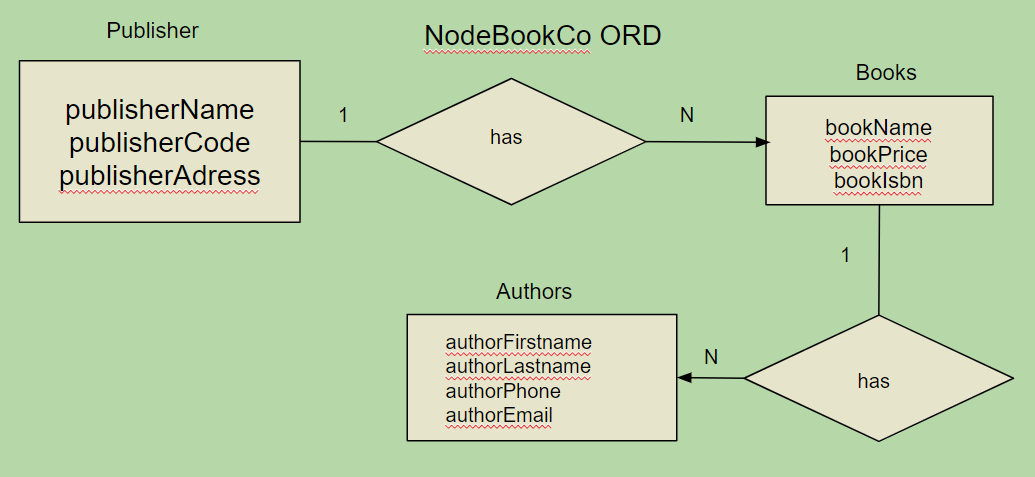 Publisher
NodeBookCo ORD
publisherName
publisherCode
publisherAdress
1
has
N
Books
bookName
bookPrice
bookIsbn
1
Authors
authorFirstname
authorLastname
authorPhone
authorEmail
N
has